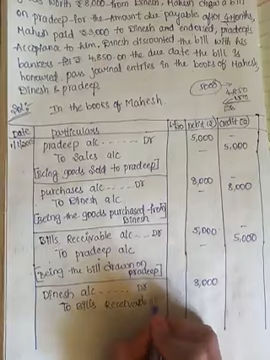 worth ₹8,000 from Dinesh, Mahesh drew a bill
on pradeep for the amount due payable after 4 months,
Mahesh paid ₹3,000 to Dinesh and endorsed, pradeep's
Acceptance to him, Dinesh discounted the bill with his
bankers for ₹ 4,850 on the due date the bill is
honoured. pass journal entries in the books of Mahesh,
Dinesh & pradeep.
5000
4850
150
Sol:-
In the books of Mahesh
Date particulars debit(₹) credit(₹)
pradeep a/c ...... Dr 5,000 -
To sales a/c - 5,000
[Being goods sold to pradeep]
purchases a/c ...... Dr 8,000 -
To Dinesh a/c - 8,000
[Being the goods purchased from
Dinesh]
Bills Receivable a/c .... Dr 5,000 -
To pradeep a/c - 5,000
[Being the bill drawn on
pradeep]
Dinesh a/c ...... Dr 8,000
To Bills Receivable